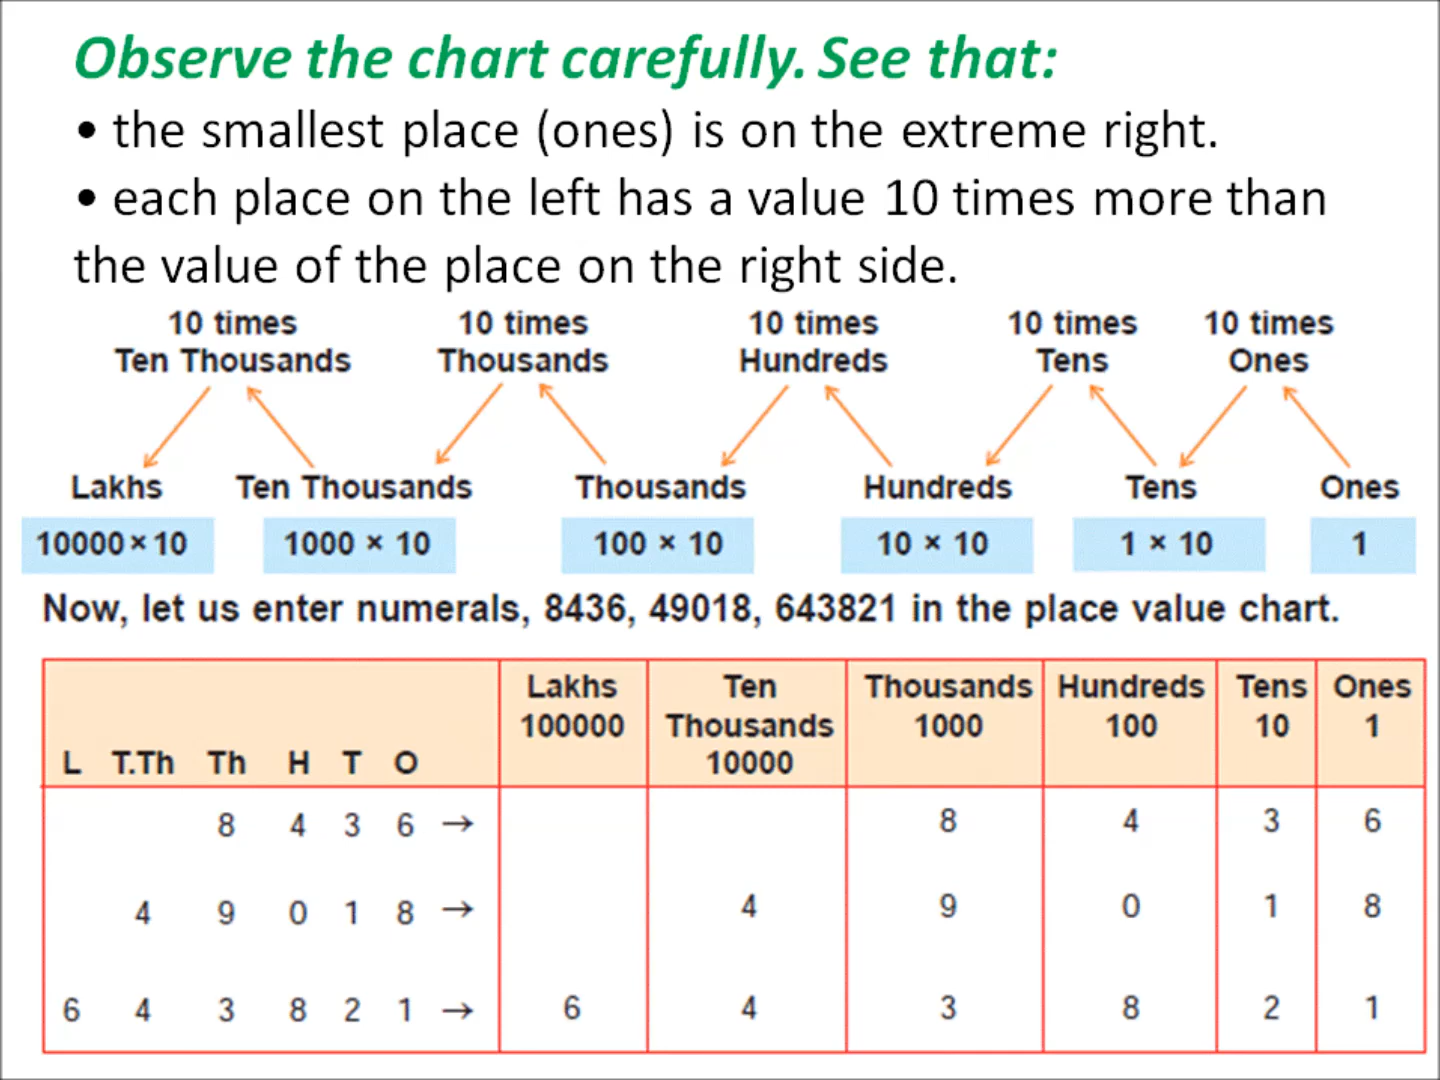 Observe the chart carefully. See that:
• the smallest place (ones) is on the extreme right.
• each place on the left has a value 10 times more than
the value of the place on the right side.
10 times 10 times 10 times 10 times 10 times
Ten Thousands Thousands Hundreds Tens Ones
Lakhs Ten Thousands Thousands Hundreds Tens Ones
10000 × 10 1000 × 10 100 × 10 10 × 10 1 × 10 1
Now, let us enter numerals, 8436, 49018, 643821 in the place value chart.
Lakhs Ten Thousands Hundreds Tens Ones
100000 Thousands 1000 100 10 1
L T.Th Th H T O 10000
8 4 3 6 → 8 4 3 6
4 9 0 1 8 → 4 9 0 1 8
6 4 3 8 2 1 → 6 4 3 8 2 1